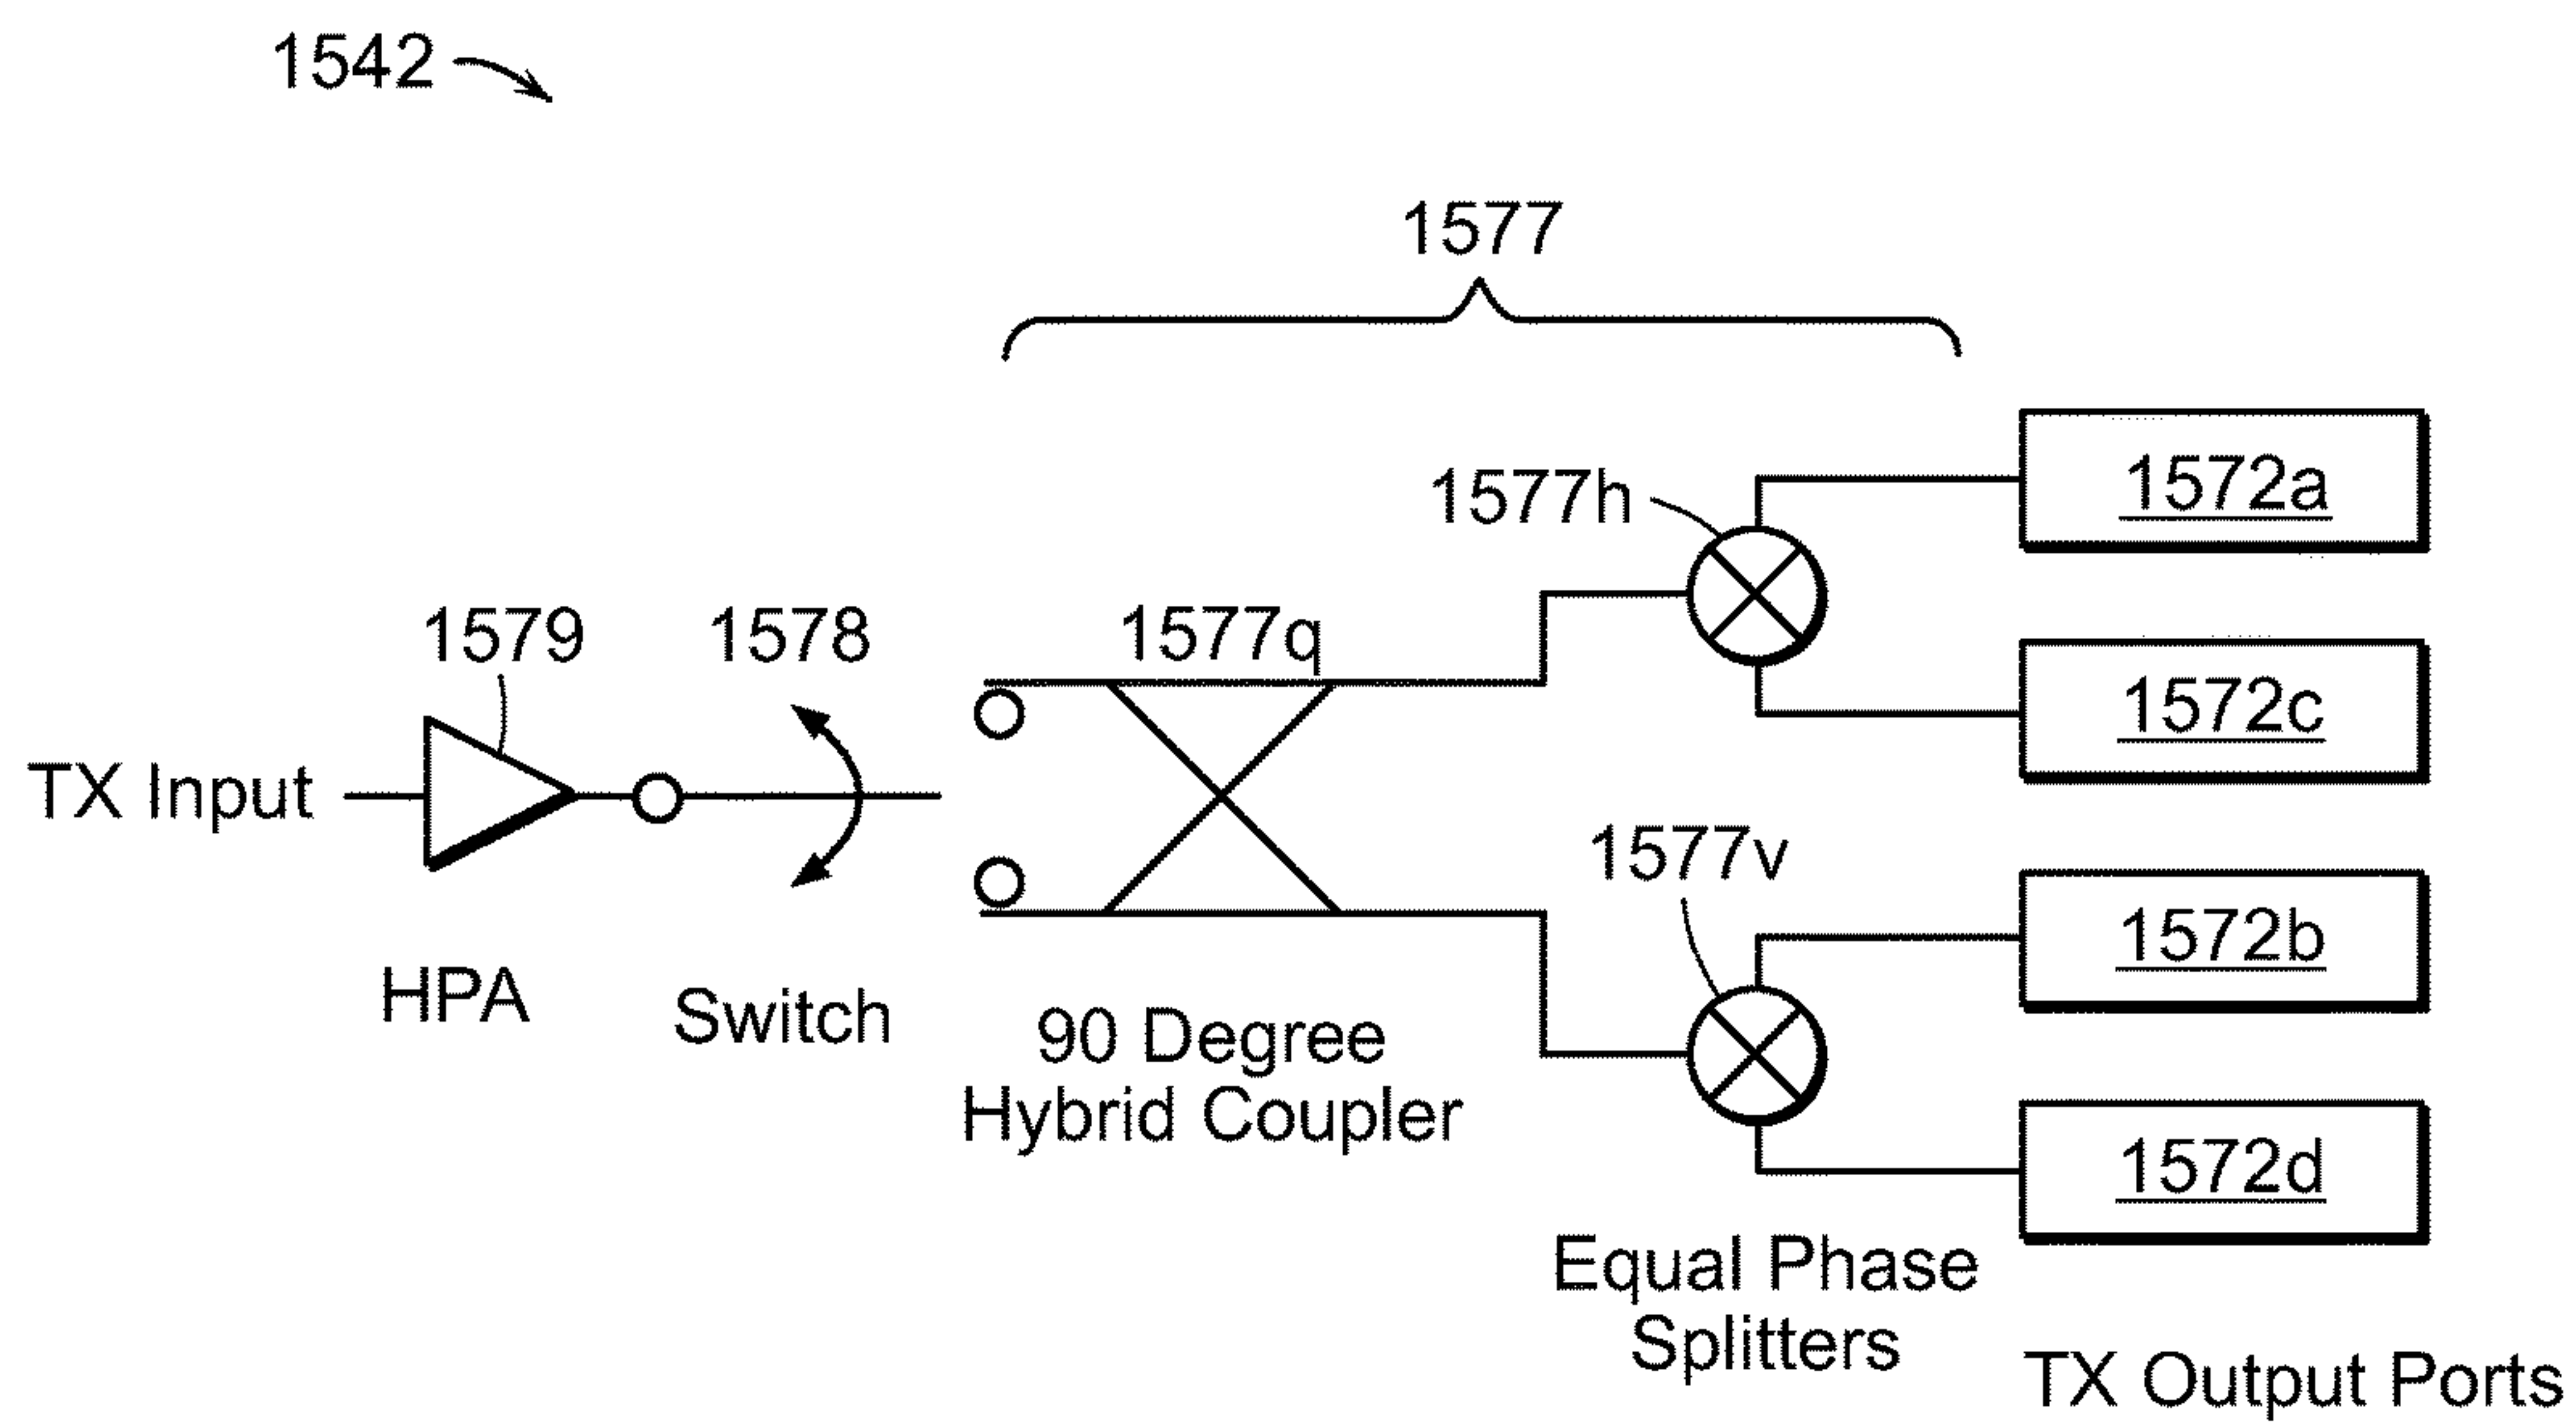 1542
1577
1577h
1572a
1572c
1579
1578
1577q
TX Input
1577v
1572b
1572d
HPA
Switch
90 Degree
Hybrid Coupler
Equal Phase
Splitters
TX Output Ports